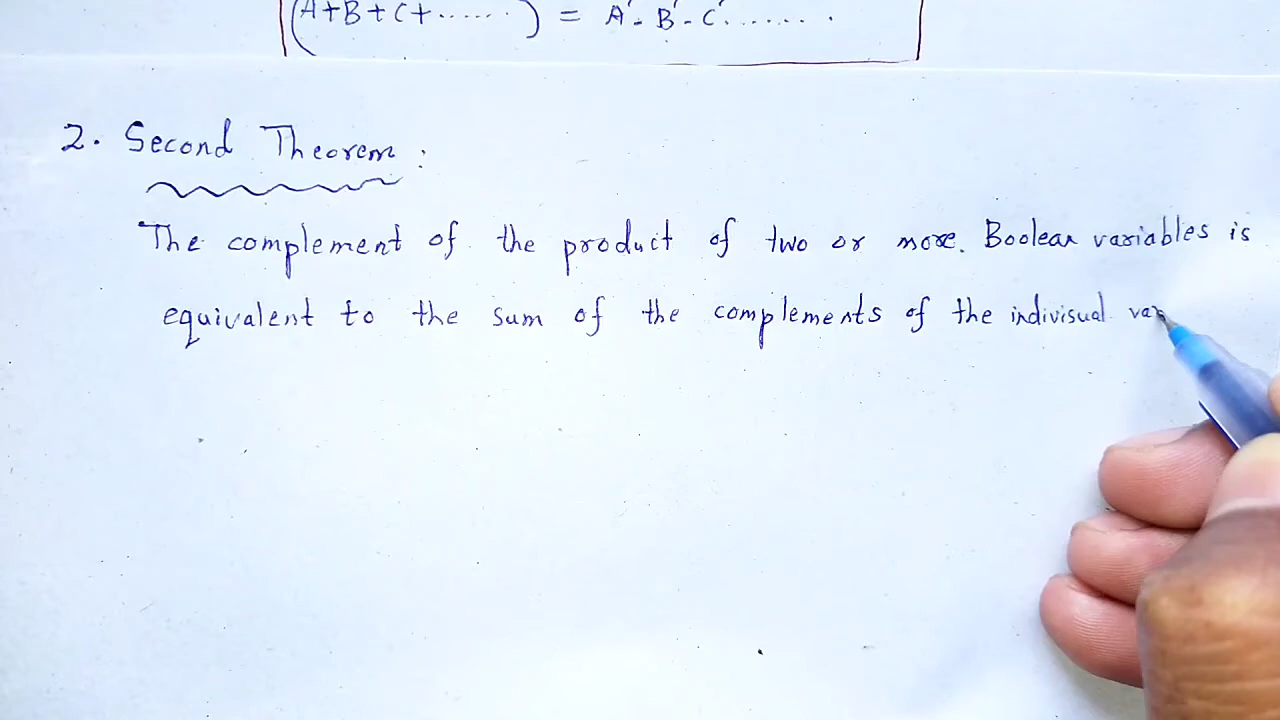 (A+B+C+......) = A'. B'. C'........
2. Second Theorem:
The complement of the product of two or more. Boolean variables is
equivalent to the sum of the complements of the indivisual var